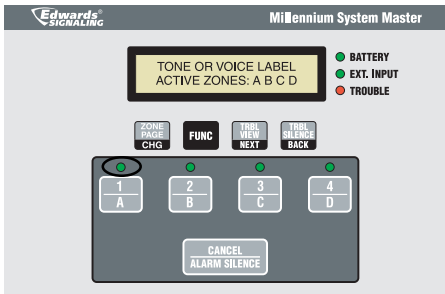 Edwards® Millennium System Master
SIGNALING
TONE OR VOICE LABEL
ACTIVE ZONES: A B C D
BATTERY
EXT. INPUT
TROUBLE
ZONE PAGE CHG
FUNC
TRBL VIEW NEXT
TRBL SILENCE BACK
1 2 3 4
A B C D
CANCEL
ALARM SILENCE